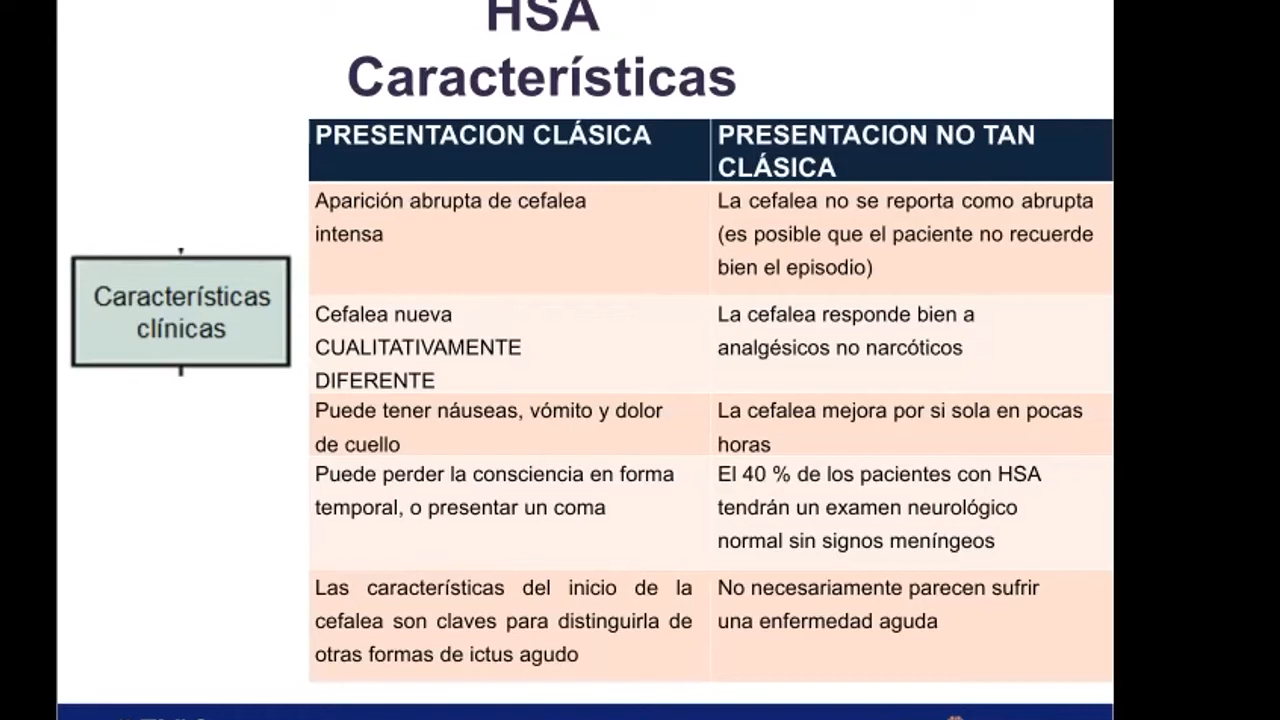 HSA
Características
PRESENTACION CLÁSICA
PRESENTACION NO TAN
CLÁSICA
Aparición abrupta de cefalea
intensa
La cefalea no se reporta como abrupta
(es posible que el paciente no recuerde
bien el episodio)
Características
clínicas
Cefalea nueva
CUALITATIVAMENTE
DIFERENTE
La cefalea responde bien a
analgésicos no narcóticos
Puede tener náuseas, vómito y dolor
de cuello
La cefalea mejora por si sola en pocas
horas
Puede perder la consciencia en forma
temporal, o presentar un coma
El 40 % de los pacientes con HSA
tendrán un examen neurológico
normal sin signos meníngeos
Las características del inicio de la
cefalea son claves para distinguirla de
otras formas de ictus agudo
No necesariamente parecen sufrir
una enfermedad aguda